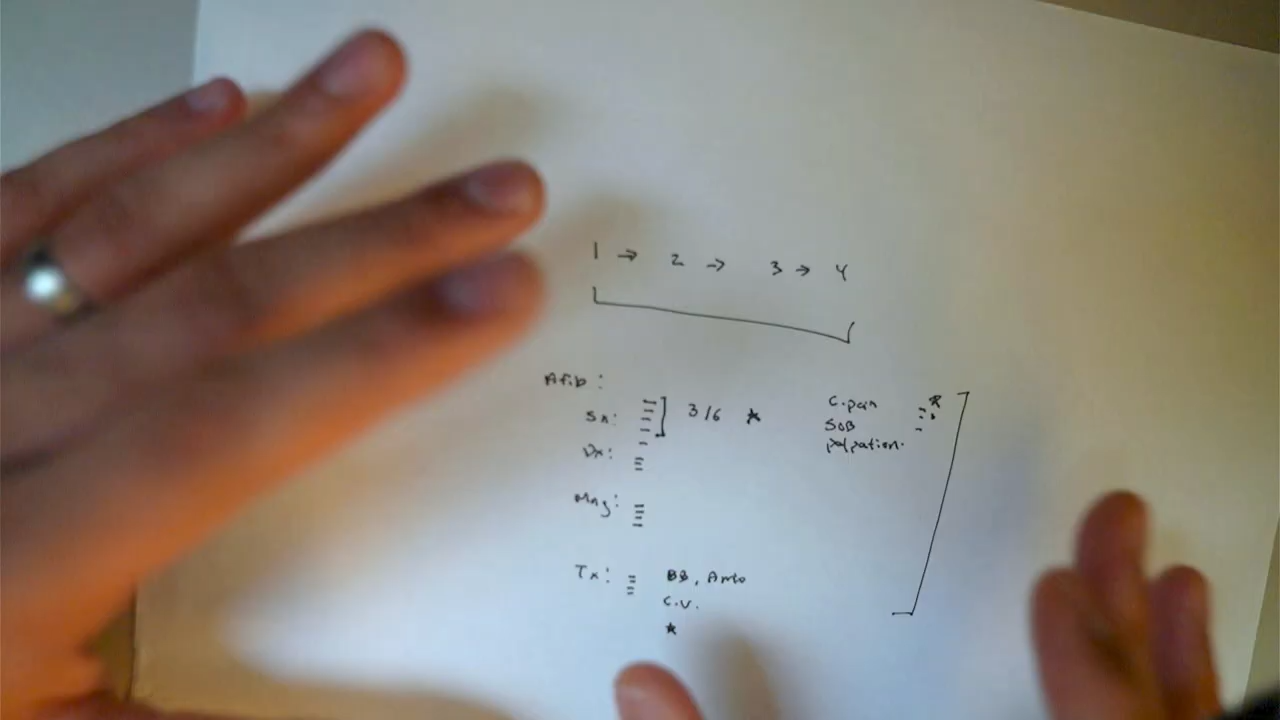 1 → 2 → 3 → 4
Afib:
Sx: 3/6 ★ C.pain
SOB
palpation.
Dx:
Mng:
Tx: BB, Amio
C.V.
★